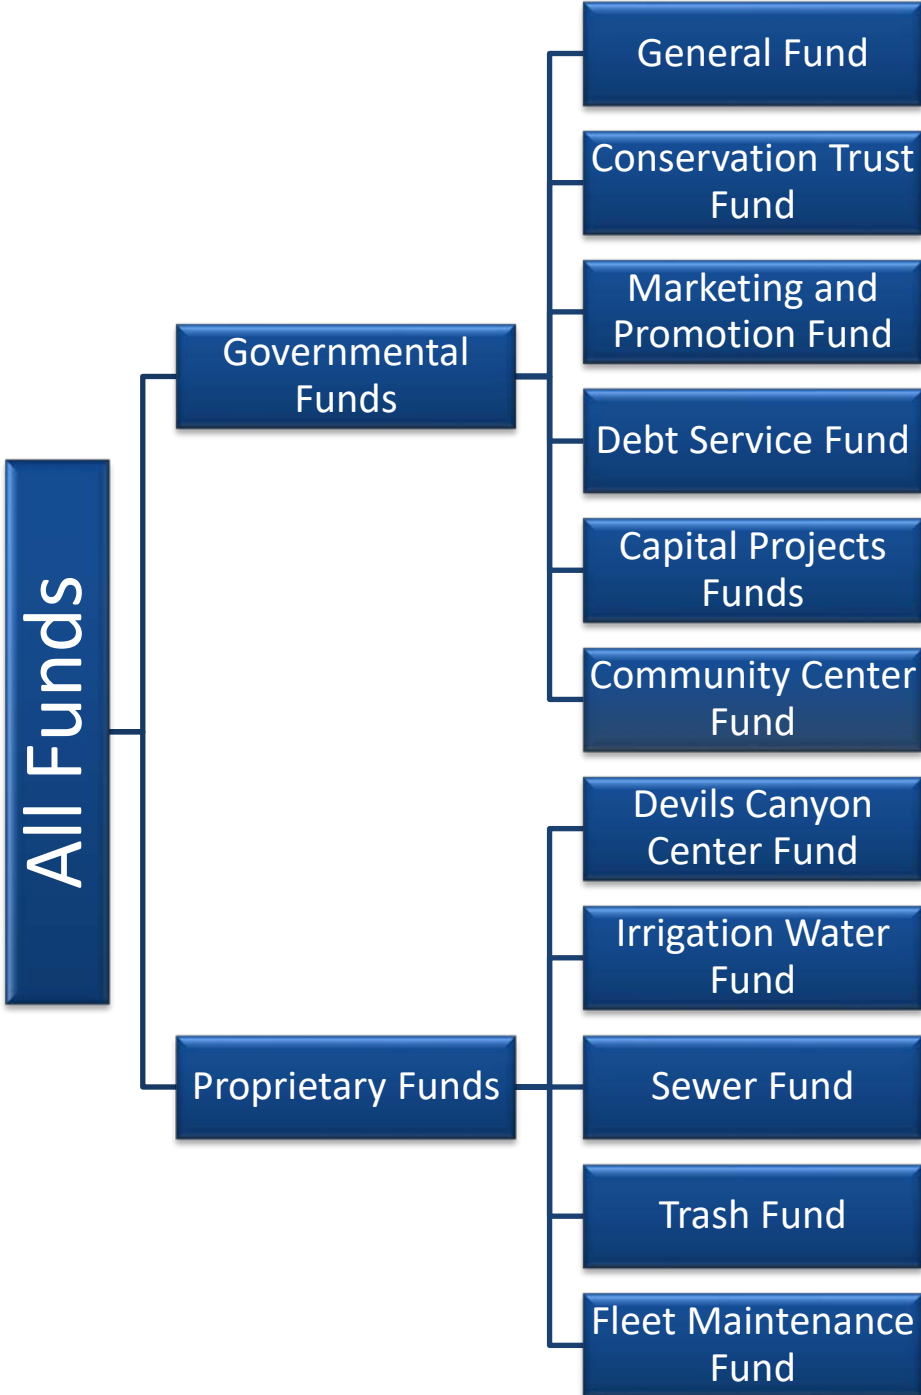 All Funds
Governmental
Funds
General Fund
Conservation Trust
Fund
Marketing and
Promotion Fund
Debt Service Fund
Capital Projects
Funds
Community Center
Fund
Proprietary Funds
Devils Canyon
Center Fund
Irrigation Water
Fund
Sewer Fund
Trash Fund
Fleet Maintenance
Fund